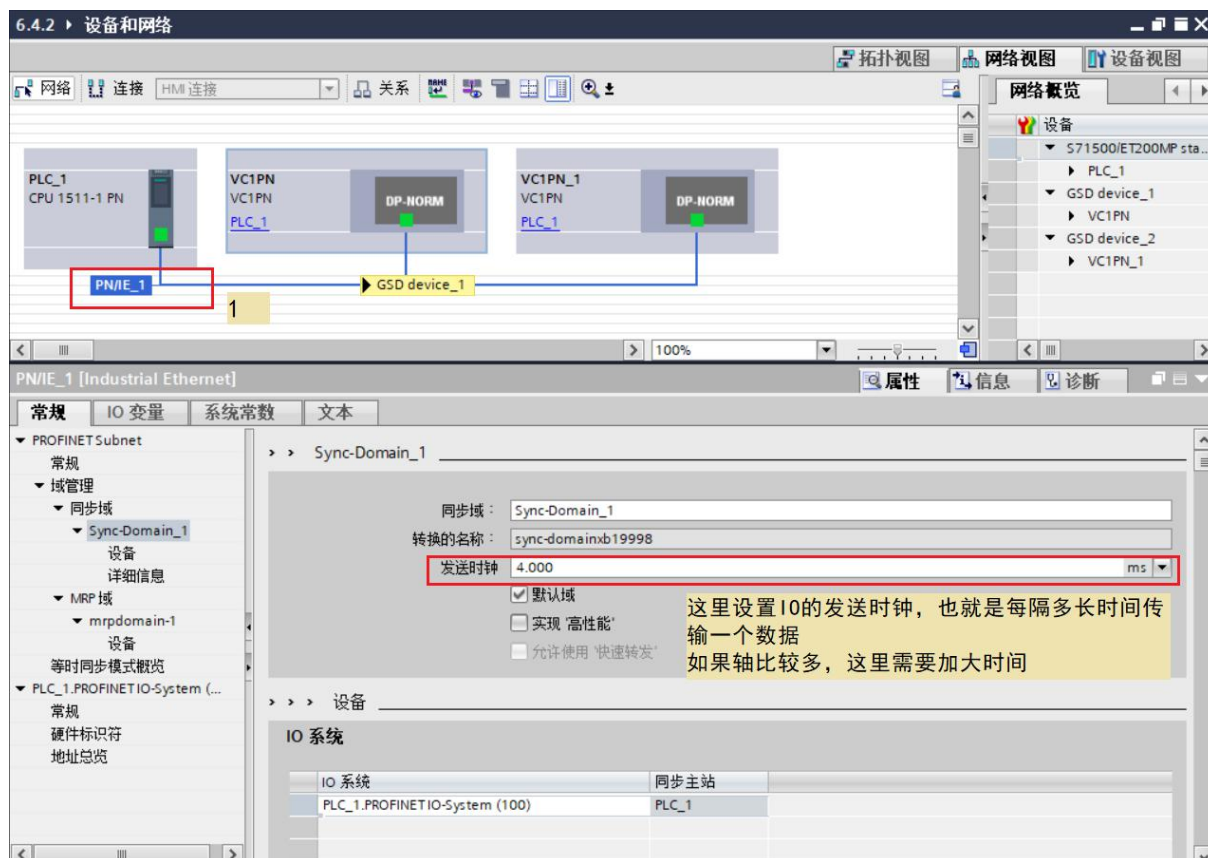 6.4.2 ▸ 设备和网络
拓扑视图 网络视图 设备视图
网络 连接 HMI 连接 关系
网络概览
设备
S71500/ET200MP sta...
PLC_1
GSD device_1
VC1PN
GSD device_2
VC1PN_1
PLC_1
CPU 1511-1 PN
VC1PN
VC1PN
PLC_1
DP-NORM
VC1PN_1
VC1PN
PLC_1
DP-NORM
PN/IE_1
GSD device_1
1
100%
PN/IE_1 [Industrial Ethernet]
属性 信息 诊断
常规 IO 变量 系统常数 文本
PROFINET Subnet
常规
域管理
同步域
Sync-Domain_1
设备
详细信息
MRP 域
mrpdomain-1
设备
等时同步模式概览
PLC_1.PROFINET IO-System (...
常规
硬件标识符
地址总览
Sync-Domain_1
同步域: Sync-Domain_1
转换的名称: sync-domainxb19998
发送时钟 4.000 ms
默认域
实现 '高性能'
允许使用 '快速转发'
这里设置IO的发送时钟，也就是每隔多长时间传
输一个数据
如果轴比较多，这里需要加大时间
设备
IO 系统
IO 系统 同步主站
PLC_1.PROFINET IO-System (100) PLC_1